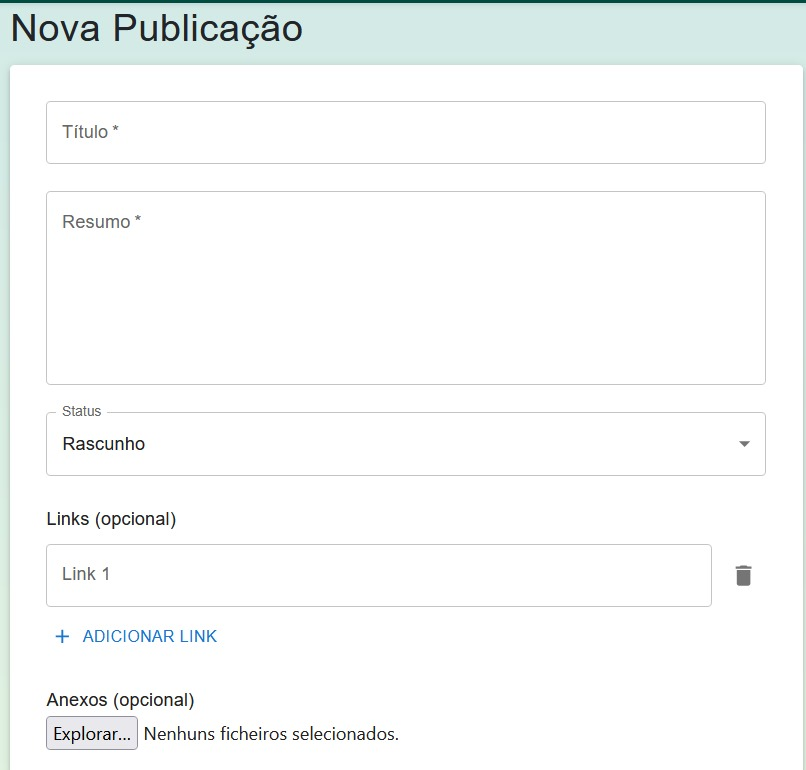 Nova Publicação
Título *
Resumo *
Status
Rascunho
Links (opcional)
Link 1
+ ADICIONAR LINK
Anexos (opcional)
Explorar... Nenhuns ficheiros selecionados.